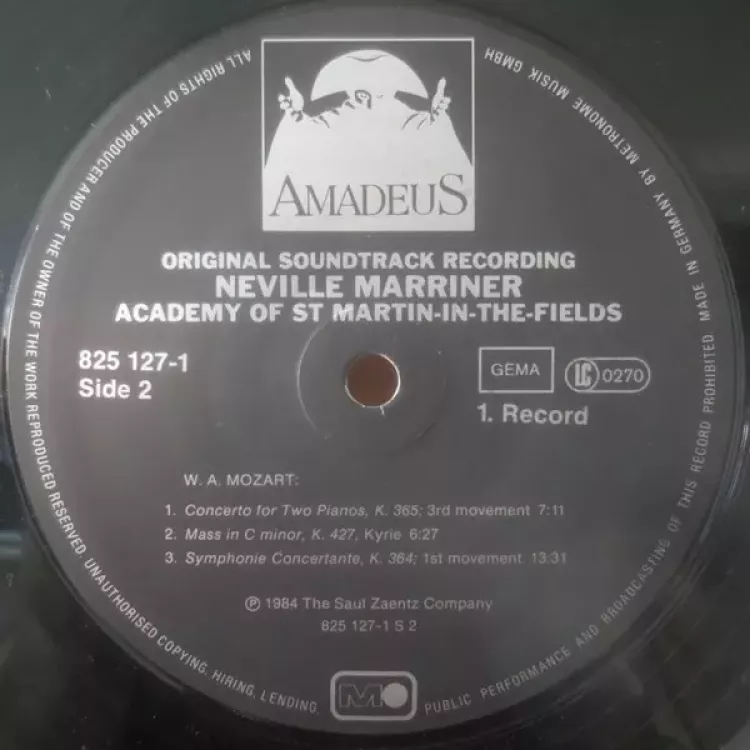 AMADEUS
ORIGINAL SOUNDTRACK RECORDING
NEVILLE MARRINER
ACADEMY OF ST MARTIN-IN-THE-FIELDS
825 127-1
Side 2
GEMA
LC 0270
1. Record
W. A. MOZART:
1. Concerto for Two Pianos, K. 365; 3rd movement 7:11
2. Mass in C minor, K. 427, Kyrie 6:27
3. Symphonie Concertante, K. 364; 1st movement 13:31
℗ 1984 The Saul Zaentz Company
825 127-1 S 2
ALL RIGHTS OF THE PRODUCER AND OF THE OWNER OF THE WORK REPRODUCED RESERVED. UNAUTHORISED COPYING, HIRING, LENDING, PUBLIC PERFORMANCE AND BROADCASTING OF THIS RECORD PROHIBITED MADE IN GERMANY BY METRONOME MUSIK GMBH